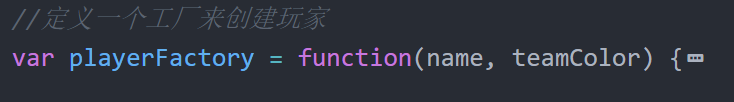 //定义一个工厂来创建玩家
var playerFactory = function(name, teamColor) {